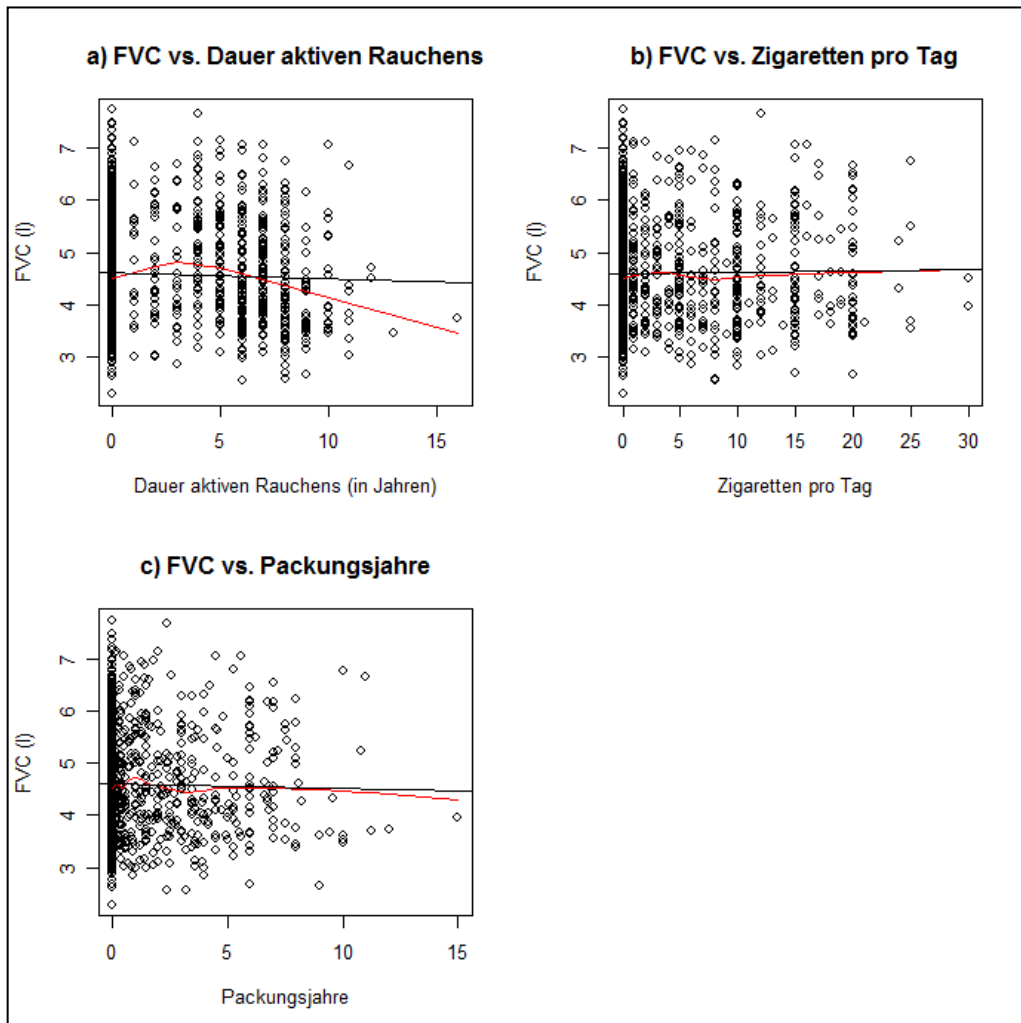 a) FVC vs. Dauer aktiven Rauchens
FVC (l)
7
6
5
4
3
0 5 10 15
Dauer aktiven Rauchens (in Jahren)
b) FVC vs. Zigaretten pro Tag
FVC (l)
7
6
5
4
3
0 5 10 15 20 25 30
Zigaretten pro Tag
c) FVC vs. Packungsjahre
FVC (l)
7
6
5
4
3
0 5 10 15
Packungsjahre